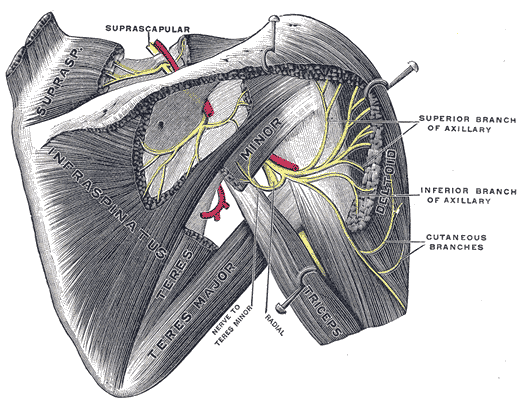 SUPRASCAPULAR
SUPRASP.
MINOR
SUPERIOR BRANCH
OF AXILLARY
DELTOID
INFRASPINATUS
INFERIOR BRANCH
OF AXILLARY
CUTANEOUS
BRANCHES
TERES
TERES MAJOR
NERVE TO
TERES MINOR
RADIAL
TRICEPS